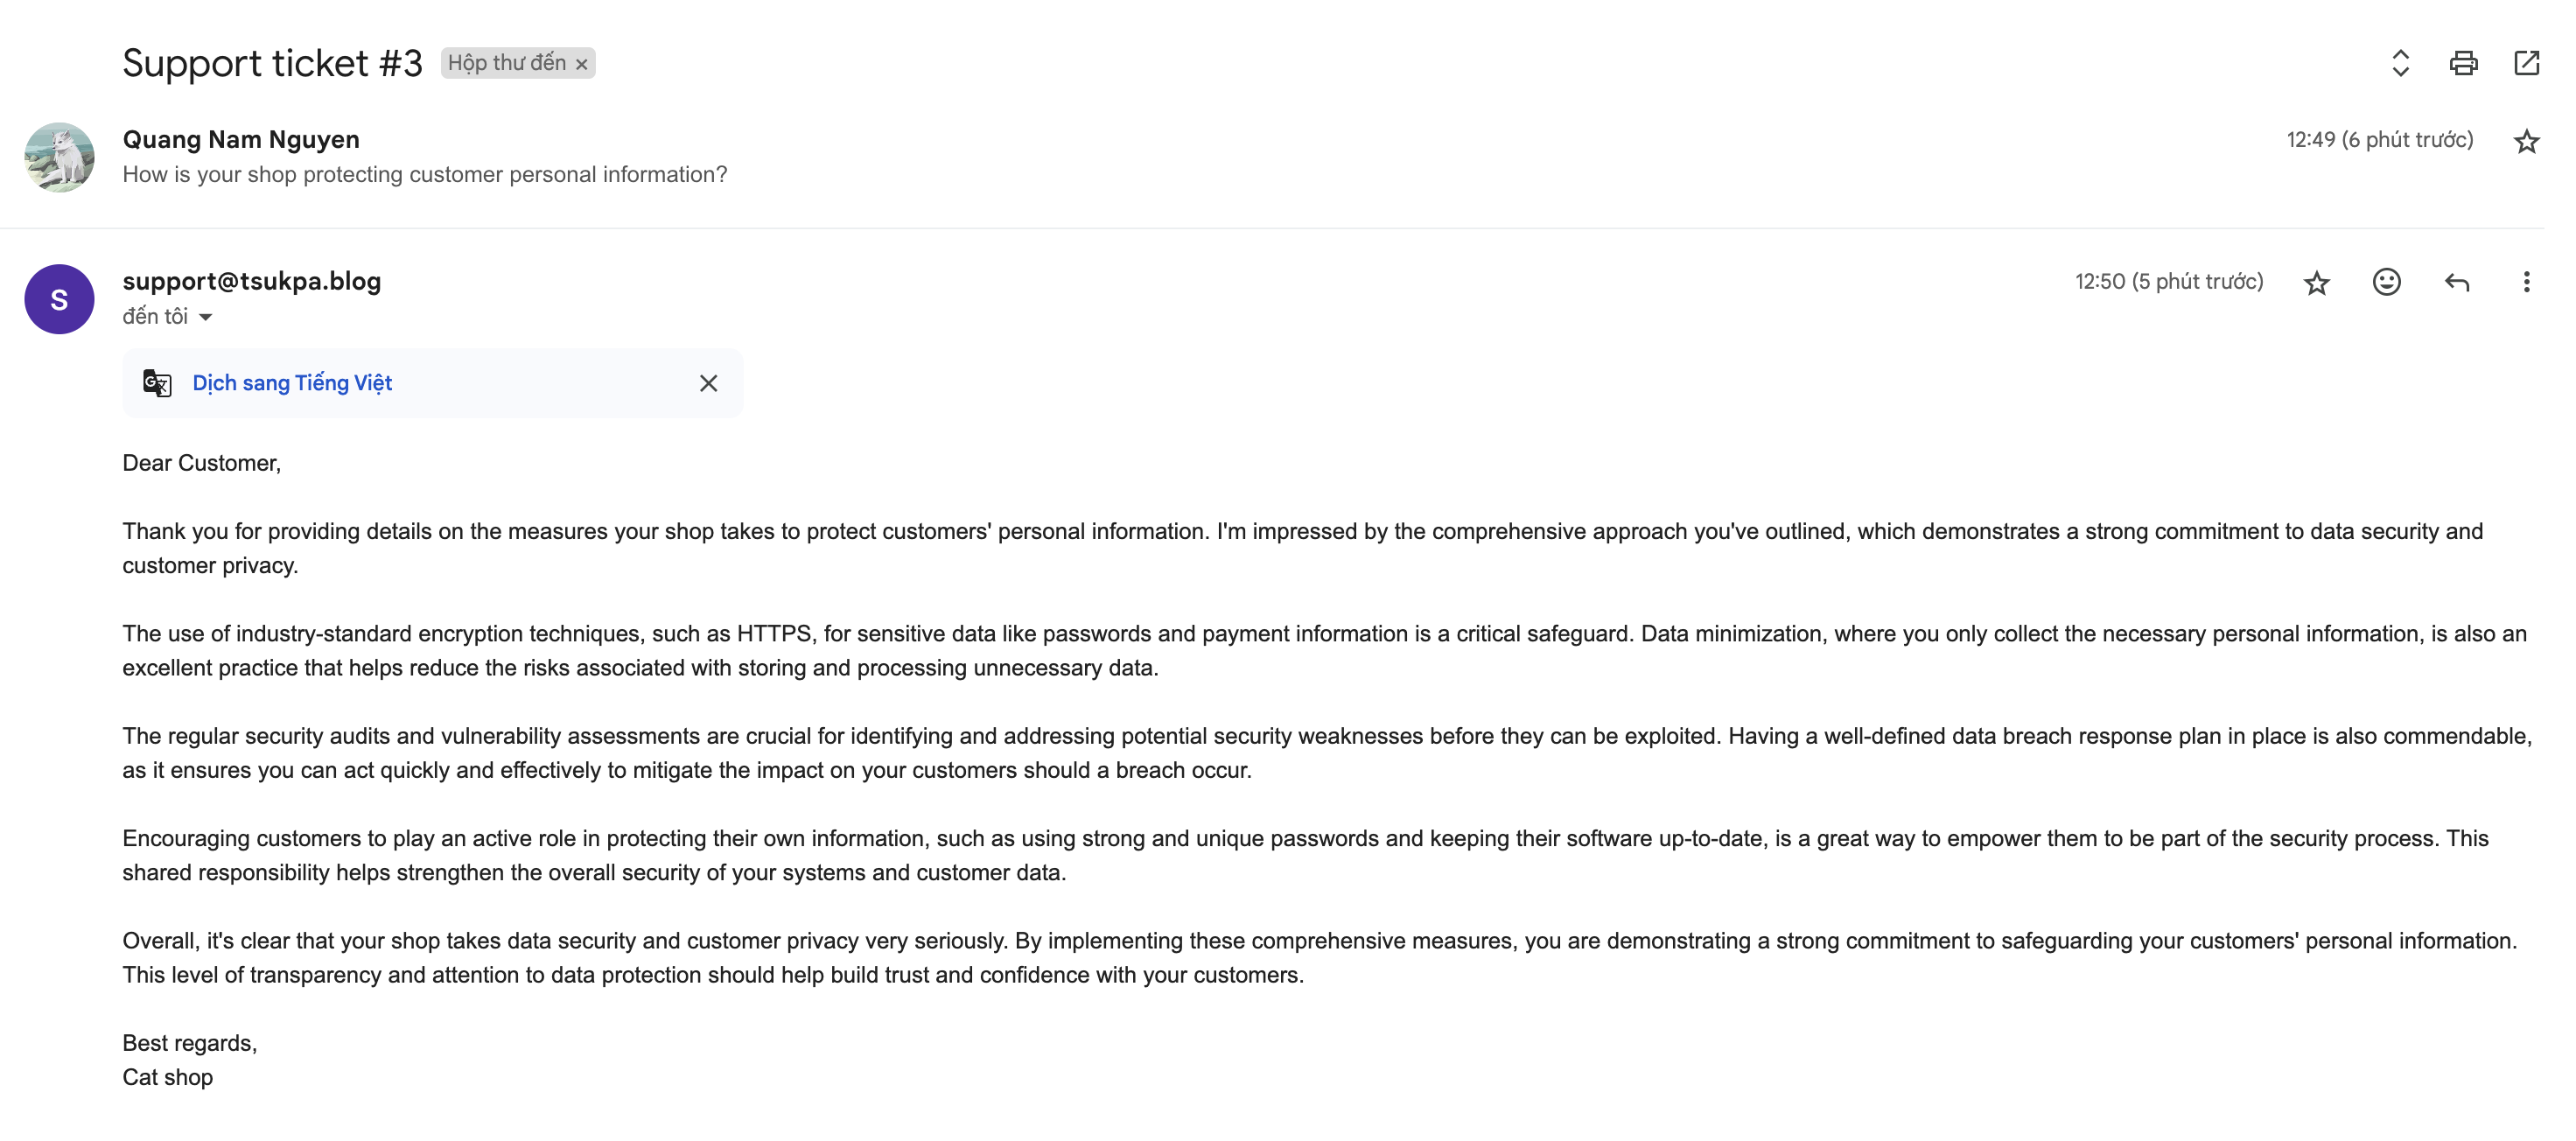 Support ticket #3 Hộp thư đến ×
Quang Nam Nguyen 12:49 (6 phút trước)
How is your shop protecting customer personal information?
S support@tsukpa.blog 12:50 (5 phút trước)
đến tôi
G文 Dịch sang Tiếng Việt
Dear Customer,
Thank you for providing details on the measures your shop takes to protect customers' personal information. I'm impressed by the comprehensive approach you've outlined, which demonstrates a strong commitment to data security and
customer privacy.
The use of industry-standard encryption techniques, such as HTTPS, for sensitive data like passwords and payment information is a critical safeguard. Data minimization, where you only collect the necessary personal information, is also an
excellent practice that helps reduce the risks associated with storing and processing unnecessary data.
The regular security audits and vulnerability assessments are crucial for identifying and addressing potential security weaknesses before they can be exploited. Having a well-defined data breach response plan in place is also commendable,
as it ensures you can act quickly and effectively to mitigate the impact on your customers should a breach occur.
Encouraging customers to play an active role in protecting their own information, such as using strong and unique passwords and keeping their software up-to-date, is a great way to empower them to be part of the security process. This
shared responsibility helps strengthen the overall security of your systems and customer data.
Overall, it's clear that your shop takes data security and customer privacy very seriously. By implementing these comprehensive measures, you are demonstrating a strong commitment to safeguarding your customers' personal information.
This level of transparency and attention to data protection should help build trust and confidence with your customers.
Best regards,
Cat shop